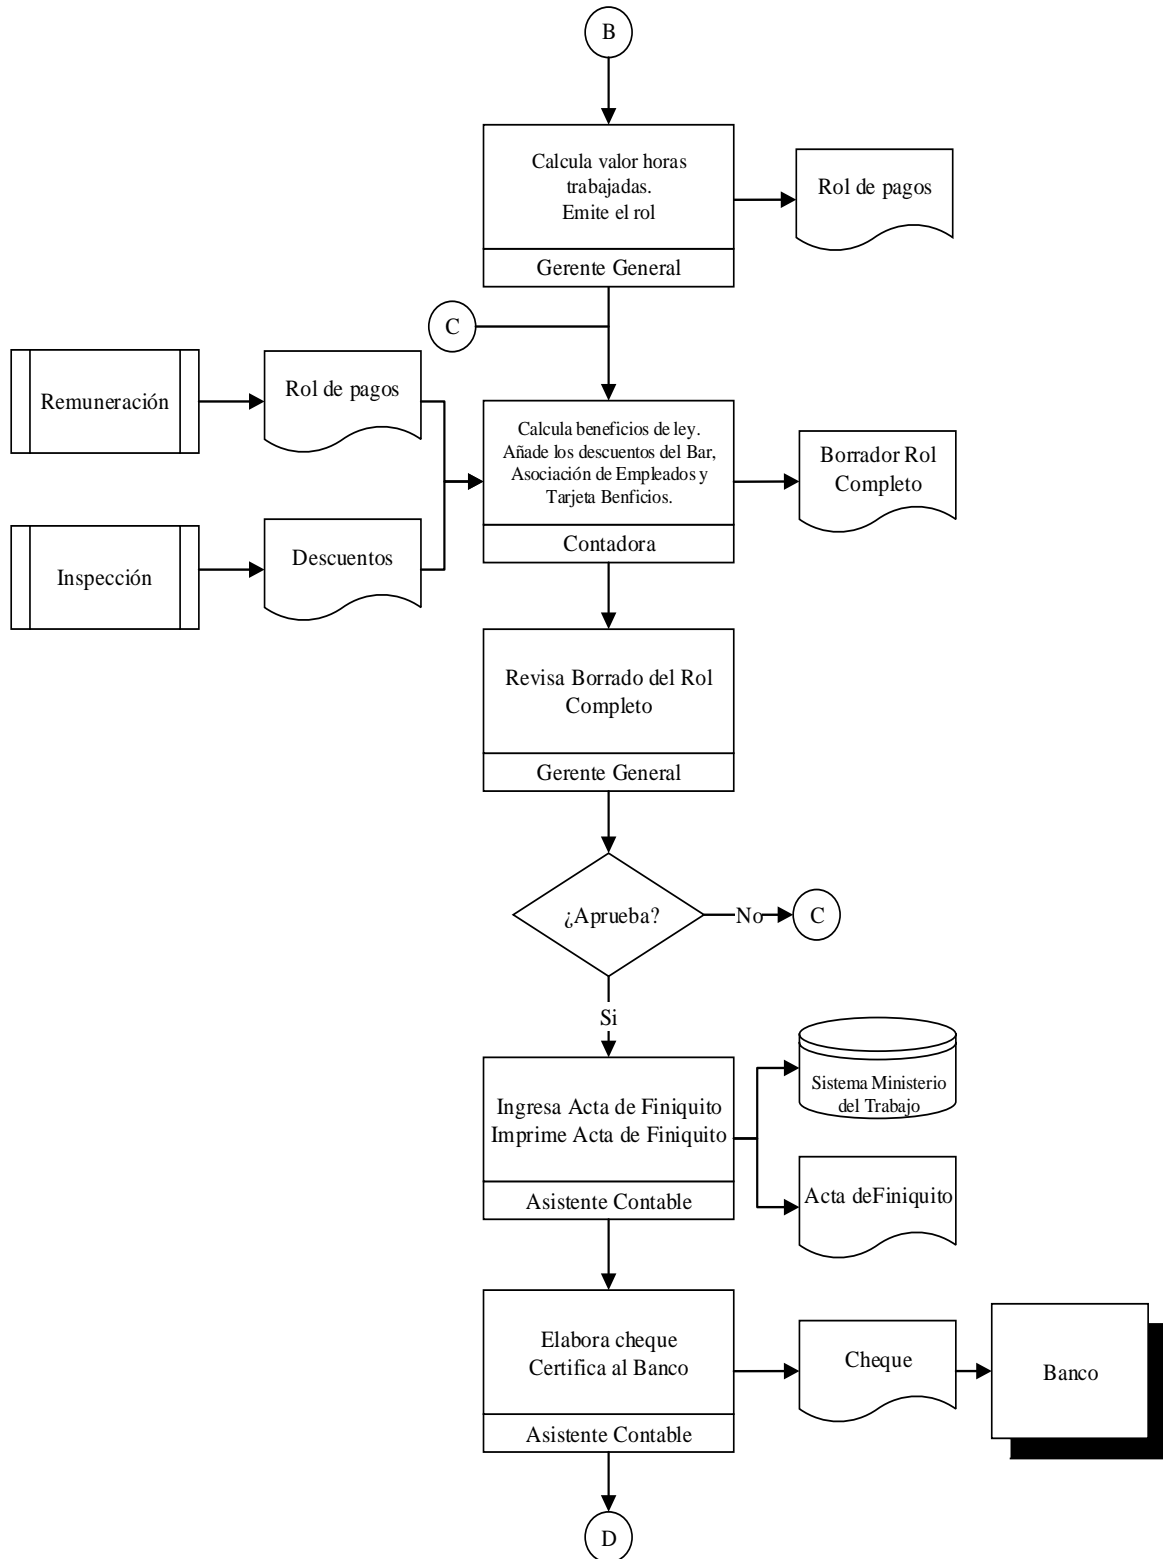 B
Calcula valor horas
trabajadas.
Emite el rol
Gerente General
Rol de pagos
C
Remuneración
Rol de pagos
Inspección
Descuentos
Calcula beneficios de ley.
Añade los descuentos del Bar,
Asociación de Empleados y
Tarjeta Benficios.
Contadora
Borrador Rol
Completo
Revisa Borrado del Rol
Completo
Gerente General
¿Aprueba?
No
C
Si
Ingresa Acta de Finiquito
Imprime Acta de Finiquito
Asistente Contable
Sistema Ministerio
del Trabajo
Acta deFiniquito
Elabora cheque
Certifica al Banco
Asistente Contable
Cheque
Banco
D